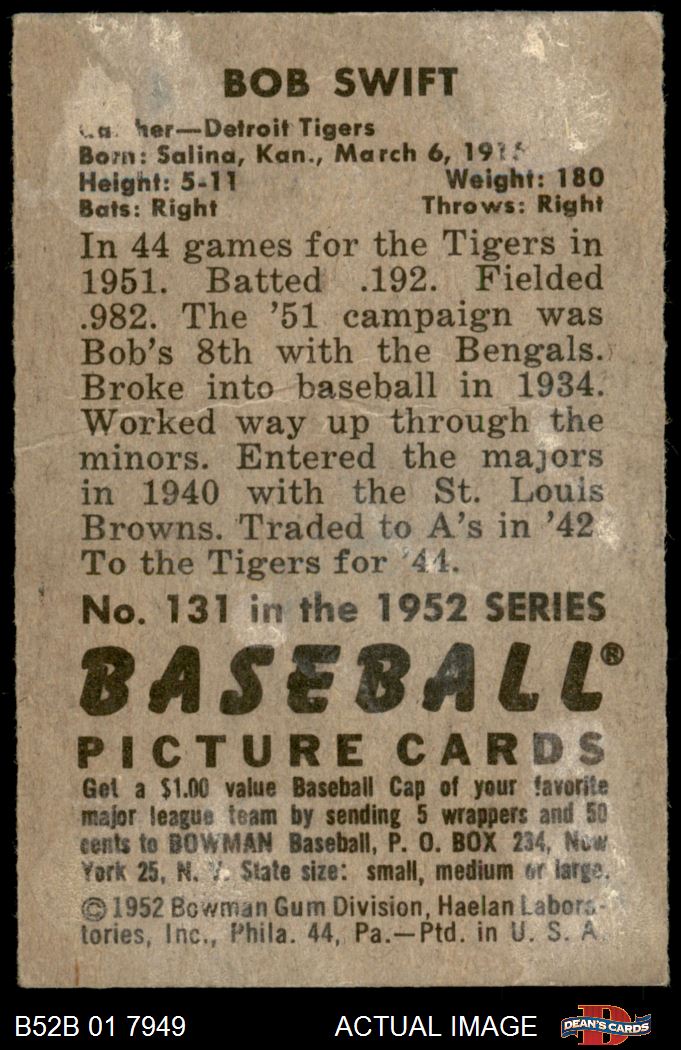 BOB SWIFT
—Detroit Tigers
Born: Salina, Kan., March 6,
Height: 5-11 Weight: 180
Bats: Right Throws: Right
In 44 games for the Tigers in
1951. Batted .192. Fielded
.982. The '51 campaign was
Bob's 8th with the Bengals.
Broke into baseball in 1934.
Worked way up through the
minors. Entered the majors
in 1940 with the St. Louis
Browns. Traded to A's in '42
To the Tigers for '44.
No. 131 in the 1952 SERIES
BASEBALL®
PICTURE CARDS
Get a $1.00 value Baseball Cap of your favorite
major league team by sending 5 wrappers and 50
cents to BOWMAN Baseball, P. O. BOX 234, New
York 25, N. Y. State size: small, medium or large.
©1952 Bowman Gum Division, Haelan Labora-
tories, Inc., Phila. 44, Pa.—Ptd. in U. S. A.
B52B 01 7949 ACTUAL IMAGE D DEAN'S CARDS